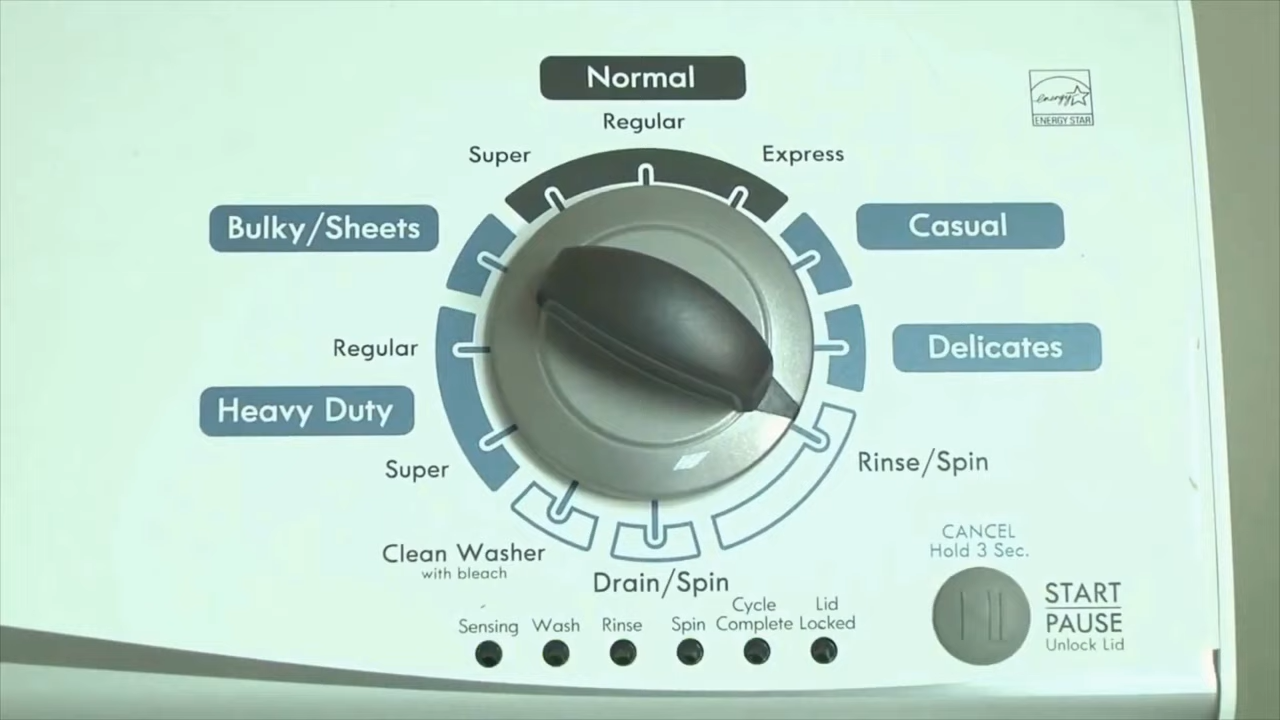 Normal
Regular
Super
Express
energy
ENERGY STAR
Bulky/Sheets
Casual
Regular
Delicates
Heavy Duty
Super
Rinse/Spin
Clean Washer
with bleach
Drain/Spin
CANCEL
Hold 3 Sec.
START
PAUSE
Unlock Lid
Sensing
Wash
Rinse
Spin
Cycle
Complete
Lid
Locked